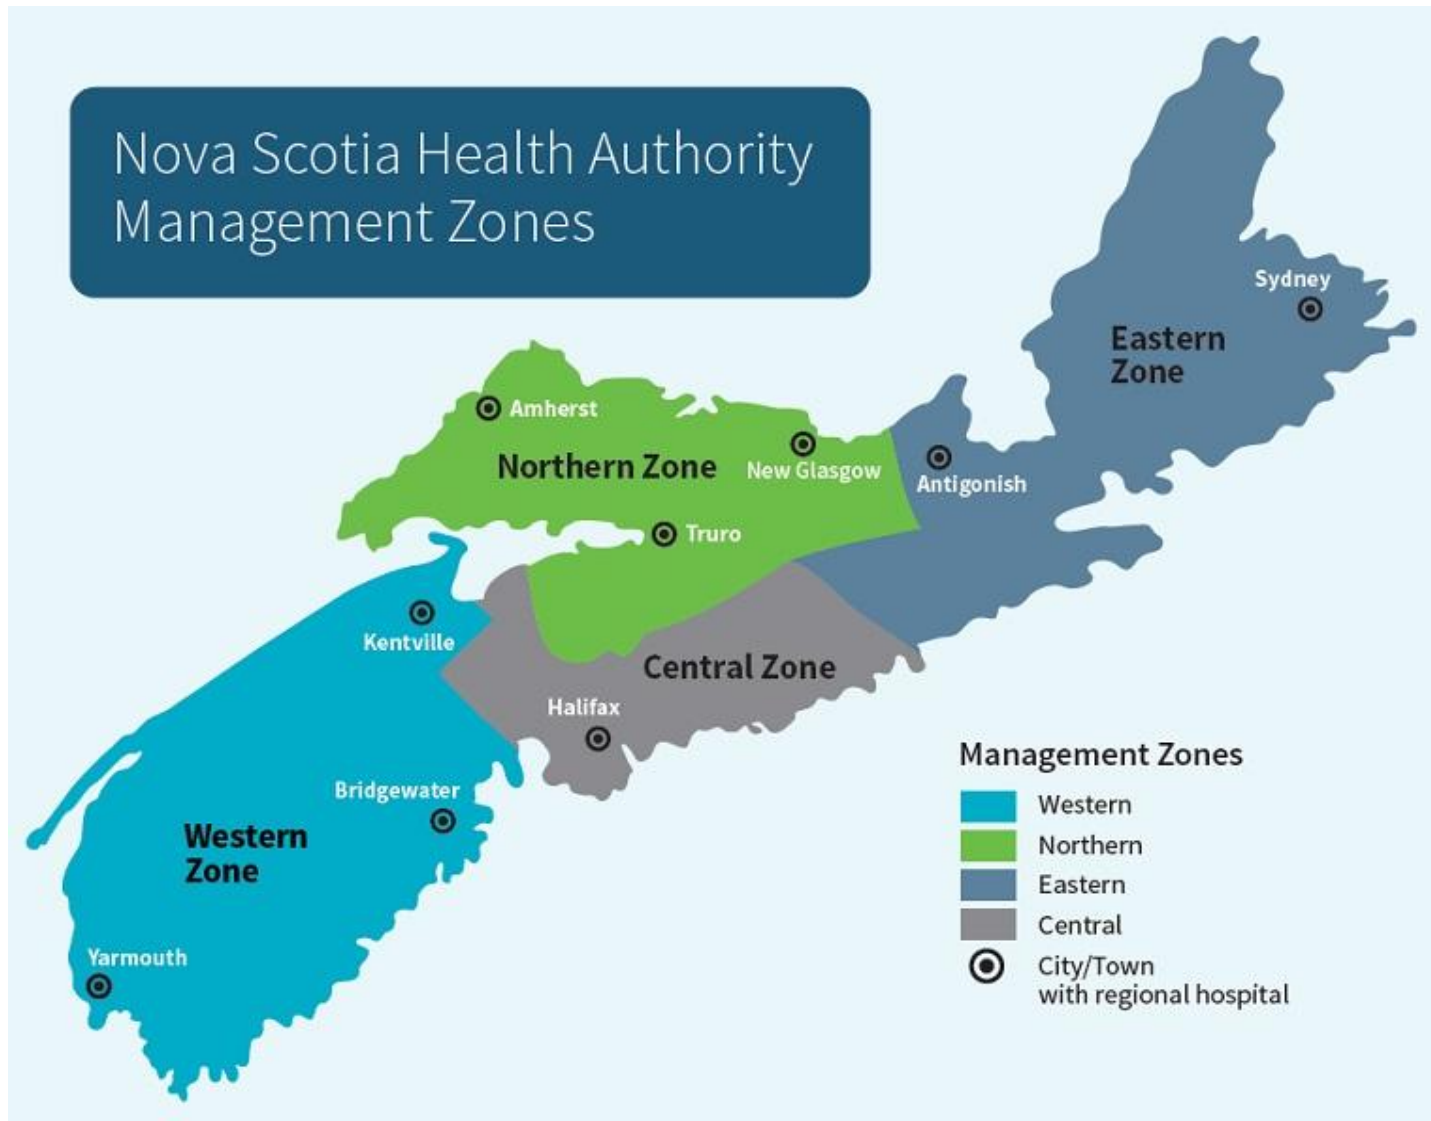 Nova Scotia Health Authority
Management Zones
Sydney
Eastern
Zone
Amherst
Northern Zone
New Glasgow
Antigonish
Truro
Kentville
Central Zone
Halifax
Bridgewater
Western
Zone
Yarmouth
Management Zones
Western
Northern
Eastern
Central
City/Town
with regional hospital